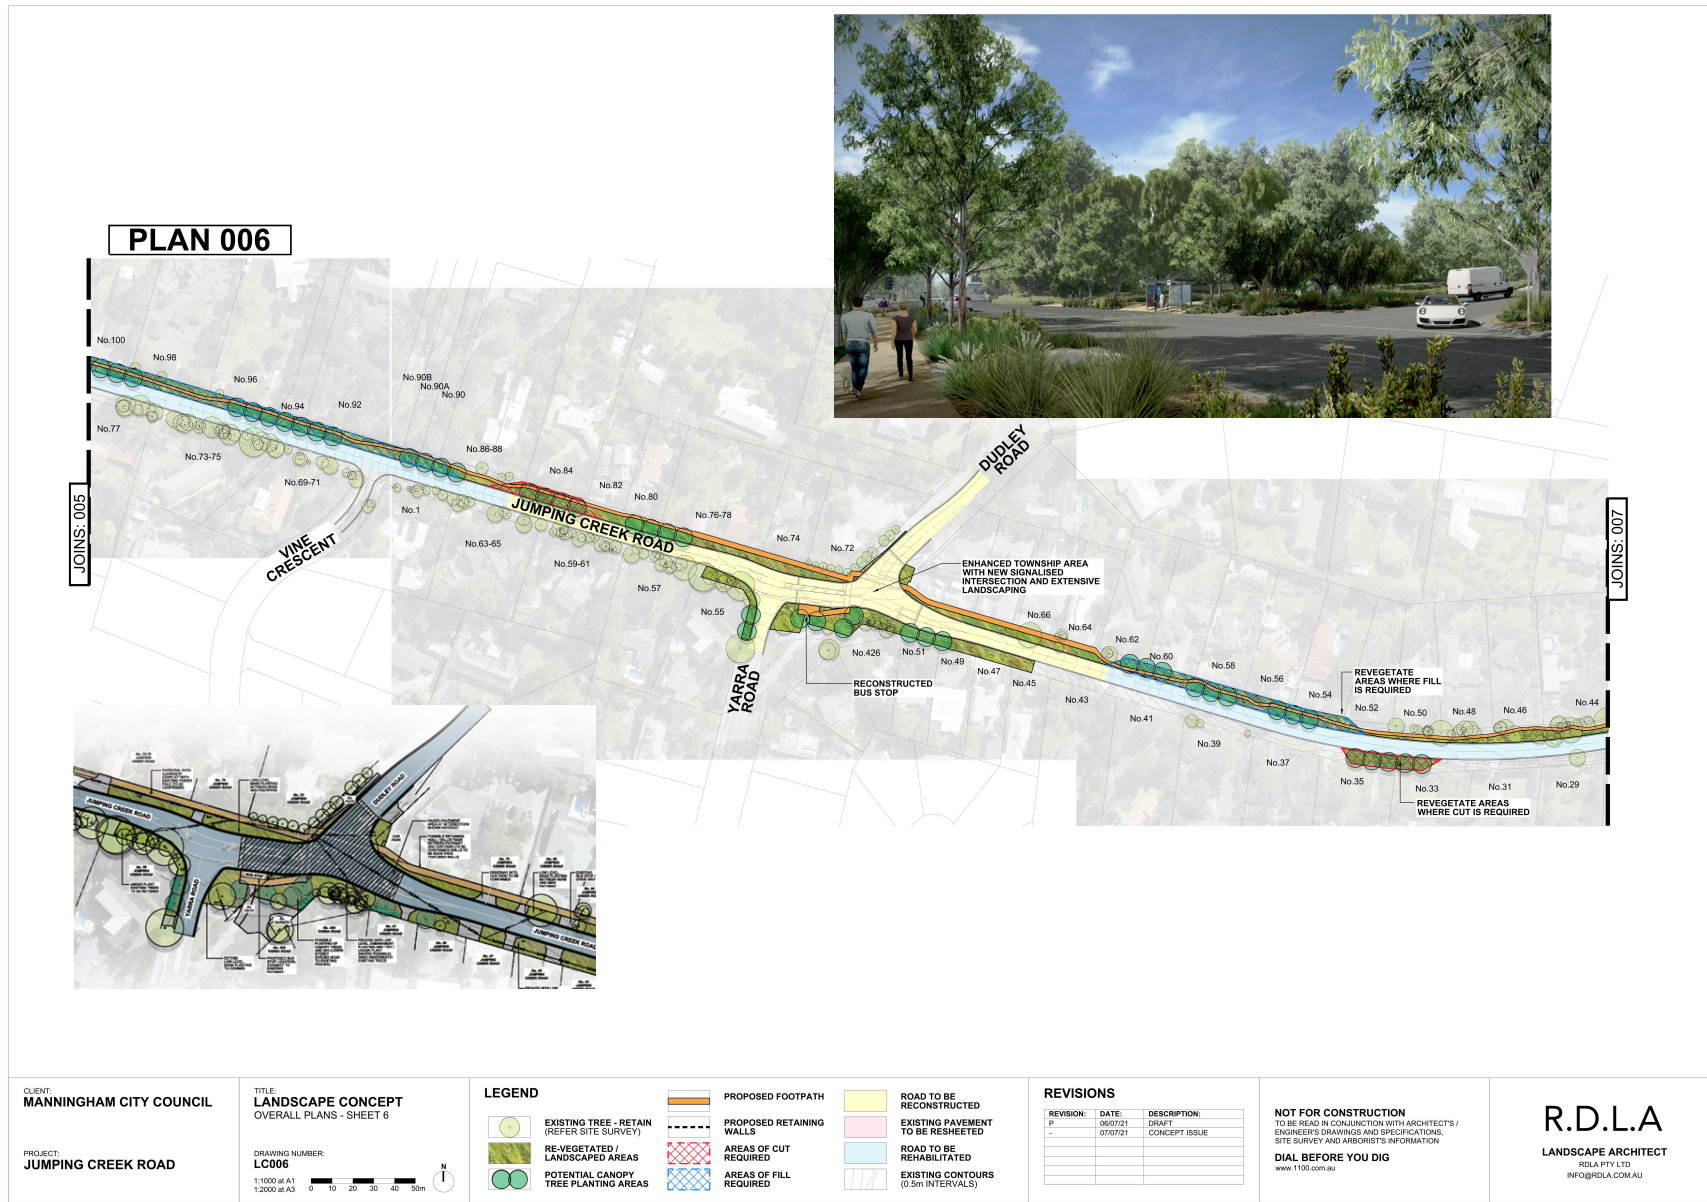 PLAN 006
JOINS: 005
JOINS: 007
No.100
No.98
No.96
No.94
No.92
No.90B
No.90A
No.90
No.86-88
No.84
No.82
No.80
No.76-78
No.74
No.72
No.77
No.73-75
No.69-71
No.1
No.63-65
No.59-61
No.57
No.55
VINE
CRESCENT
JUMPING CREEK ROAD
DUDLEY
ROAD
YARRA
ROAD
ENHANCED TOWNSHIP AREA
WITH NEW SIGNALISED
INTERSECTION AND EXTENSIVE
LANDSCAPING
RECONSTRUCTED
BUS STOP
No.66
No.64
No.62
No.60
No.58
No.56
No.54
No.52
No.50
No.48
No.46
No.44
No.426
No.51
No.49
No.47
No.45
No.43
No.41
No.39
No.37
No.35
No.33
No.31
No.29
REVEGETATE
AREAS WHERE FILL
IS REQUIRED
REVEGETATE AREAS
WHERE CUT IS REQUIRED
JUMPING CREEK ROAD
DUDLEY ROAD
YARRA ROAD
JUMPING CREEK ROAD
CLIENT:
MANNINGHAM CITY COUNCIL
PROJECT:
JUMPING CREEK ROAD
TITLE:
LANDSCAPE CONCEPT
OVERALL PLANS - SHEET 6
DRAWING NUMBER:
LC006
1:1000 at A1
1:2000 at A3
0 10 20 30 40 50m
N
LEGEND
EXISTING TREE - RETAIN
(REFER SITE SURVEY)
RE-VEGETATED /
LANDSCAPED AREAS
POTENTIAL CANOPY
TREE PLANTING AREAS
PROPOSED FOOTPATH
PROPOSED RETAINING
WALLS
AREAS OF CUT
REQUIRED
AREAS OF FILL
REQUIRED
ROAD TO BE
RECONSTRUCTED
EXISTING PAVEMENT
TO BE RESHEETED
ROAD TO BE
REHABILITATED
EXISTING CONTOURS
(0.5m INTERVALS)
REVISIONS
REVISION: DATE: DESCRIPTION:
P 06/07/21 DRAFT
- 07/07/21 CONCEPT ISSUE
NOT FOR CONSTRUCTION
TO BE READ IN CONJUNCTION WITH ARCHITECT'S /
ENGINEER'S DRAWINGS AND SPECIFICATIONS,
SITE SURVEY AND ARBORIST'S INFORMATION
DIAL BEFORE YOU DIG
www.1100.com.au
R.D.L.A
LANDSCAPE ARCHITECT
RDLA PTY LTD
INFO@RDLA.COM.AU